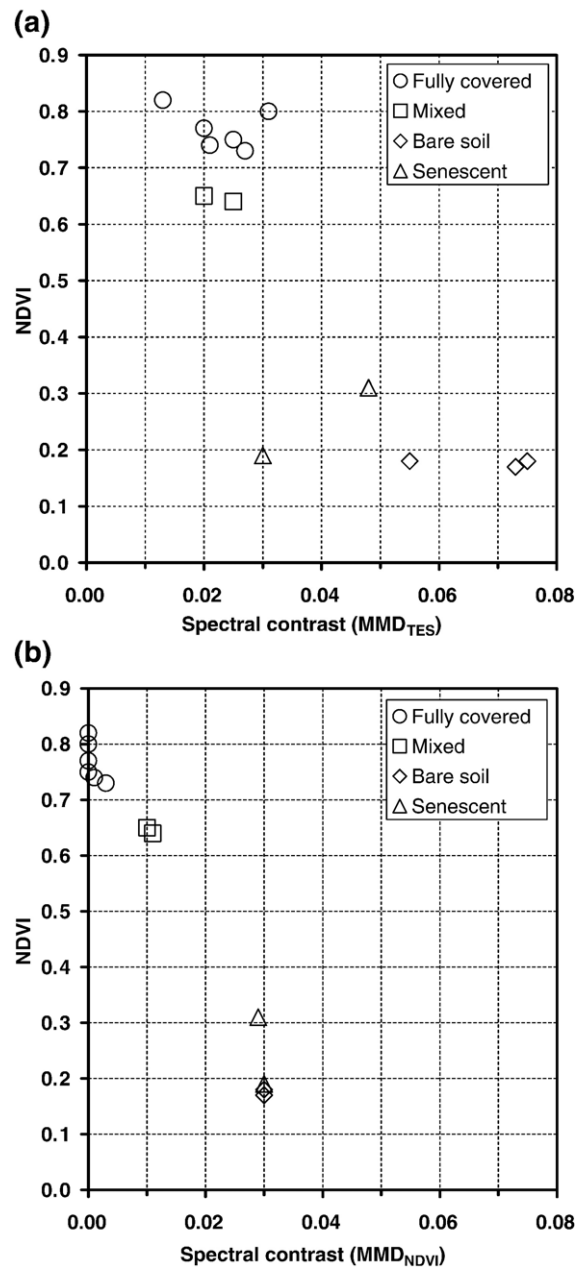 (a)
0.9
0.8
0.7
0.6
0.5
0.4
0.3
0.2
0.1
0.0
NDVI
Fully covered
Mixed
Bare soil
Senescent
0.00 0.02 0.04 0.06 0.08
Spectral contrast (MMD_TES)
(b)
0.9
0.8
0.7
0.6
0.5
0.4
0.3
0.2
0.1
0.0
NDVI
Fully covered
Mixed
Bare soil
Senescent
0.00 0.02 0.04 0.06 0.08
Spectral contrast (MMD_NDVI)